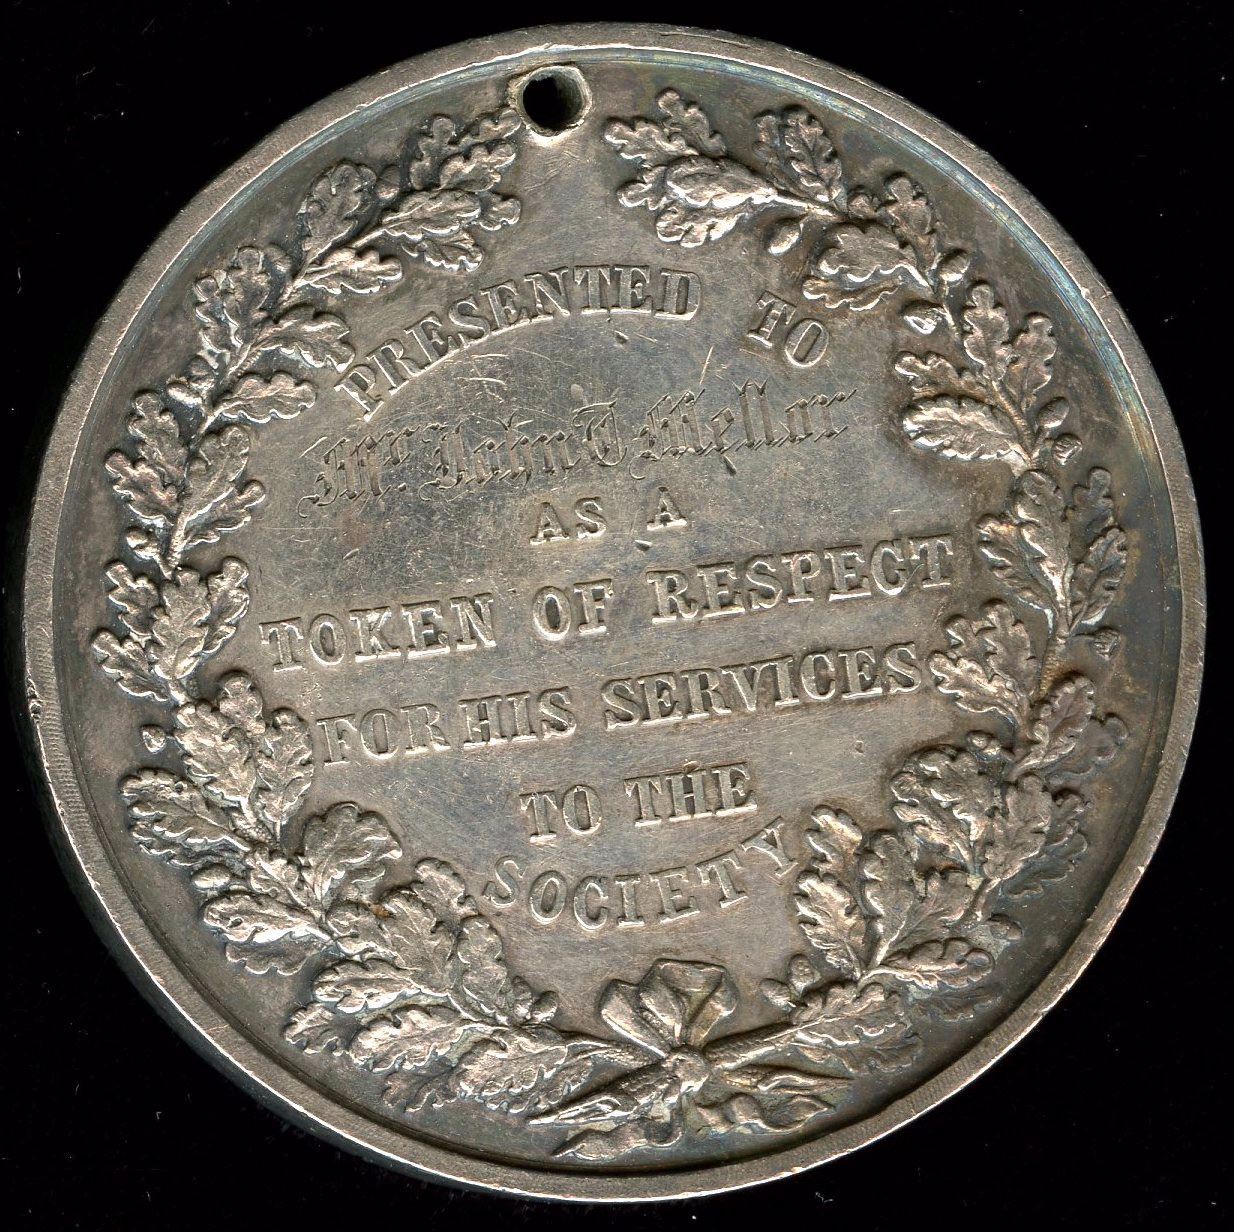 PRESENTED TO
Mr. John T Mellor
AS A
TOKEN OF RESPECT
FOR HIS SERVICES
TO THE
SOCIETY